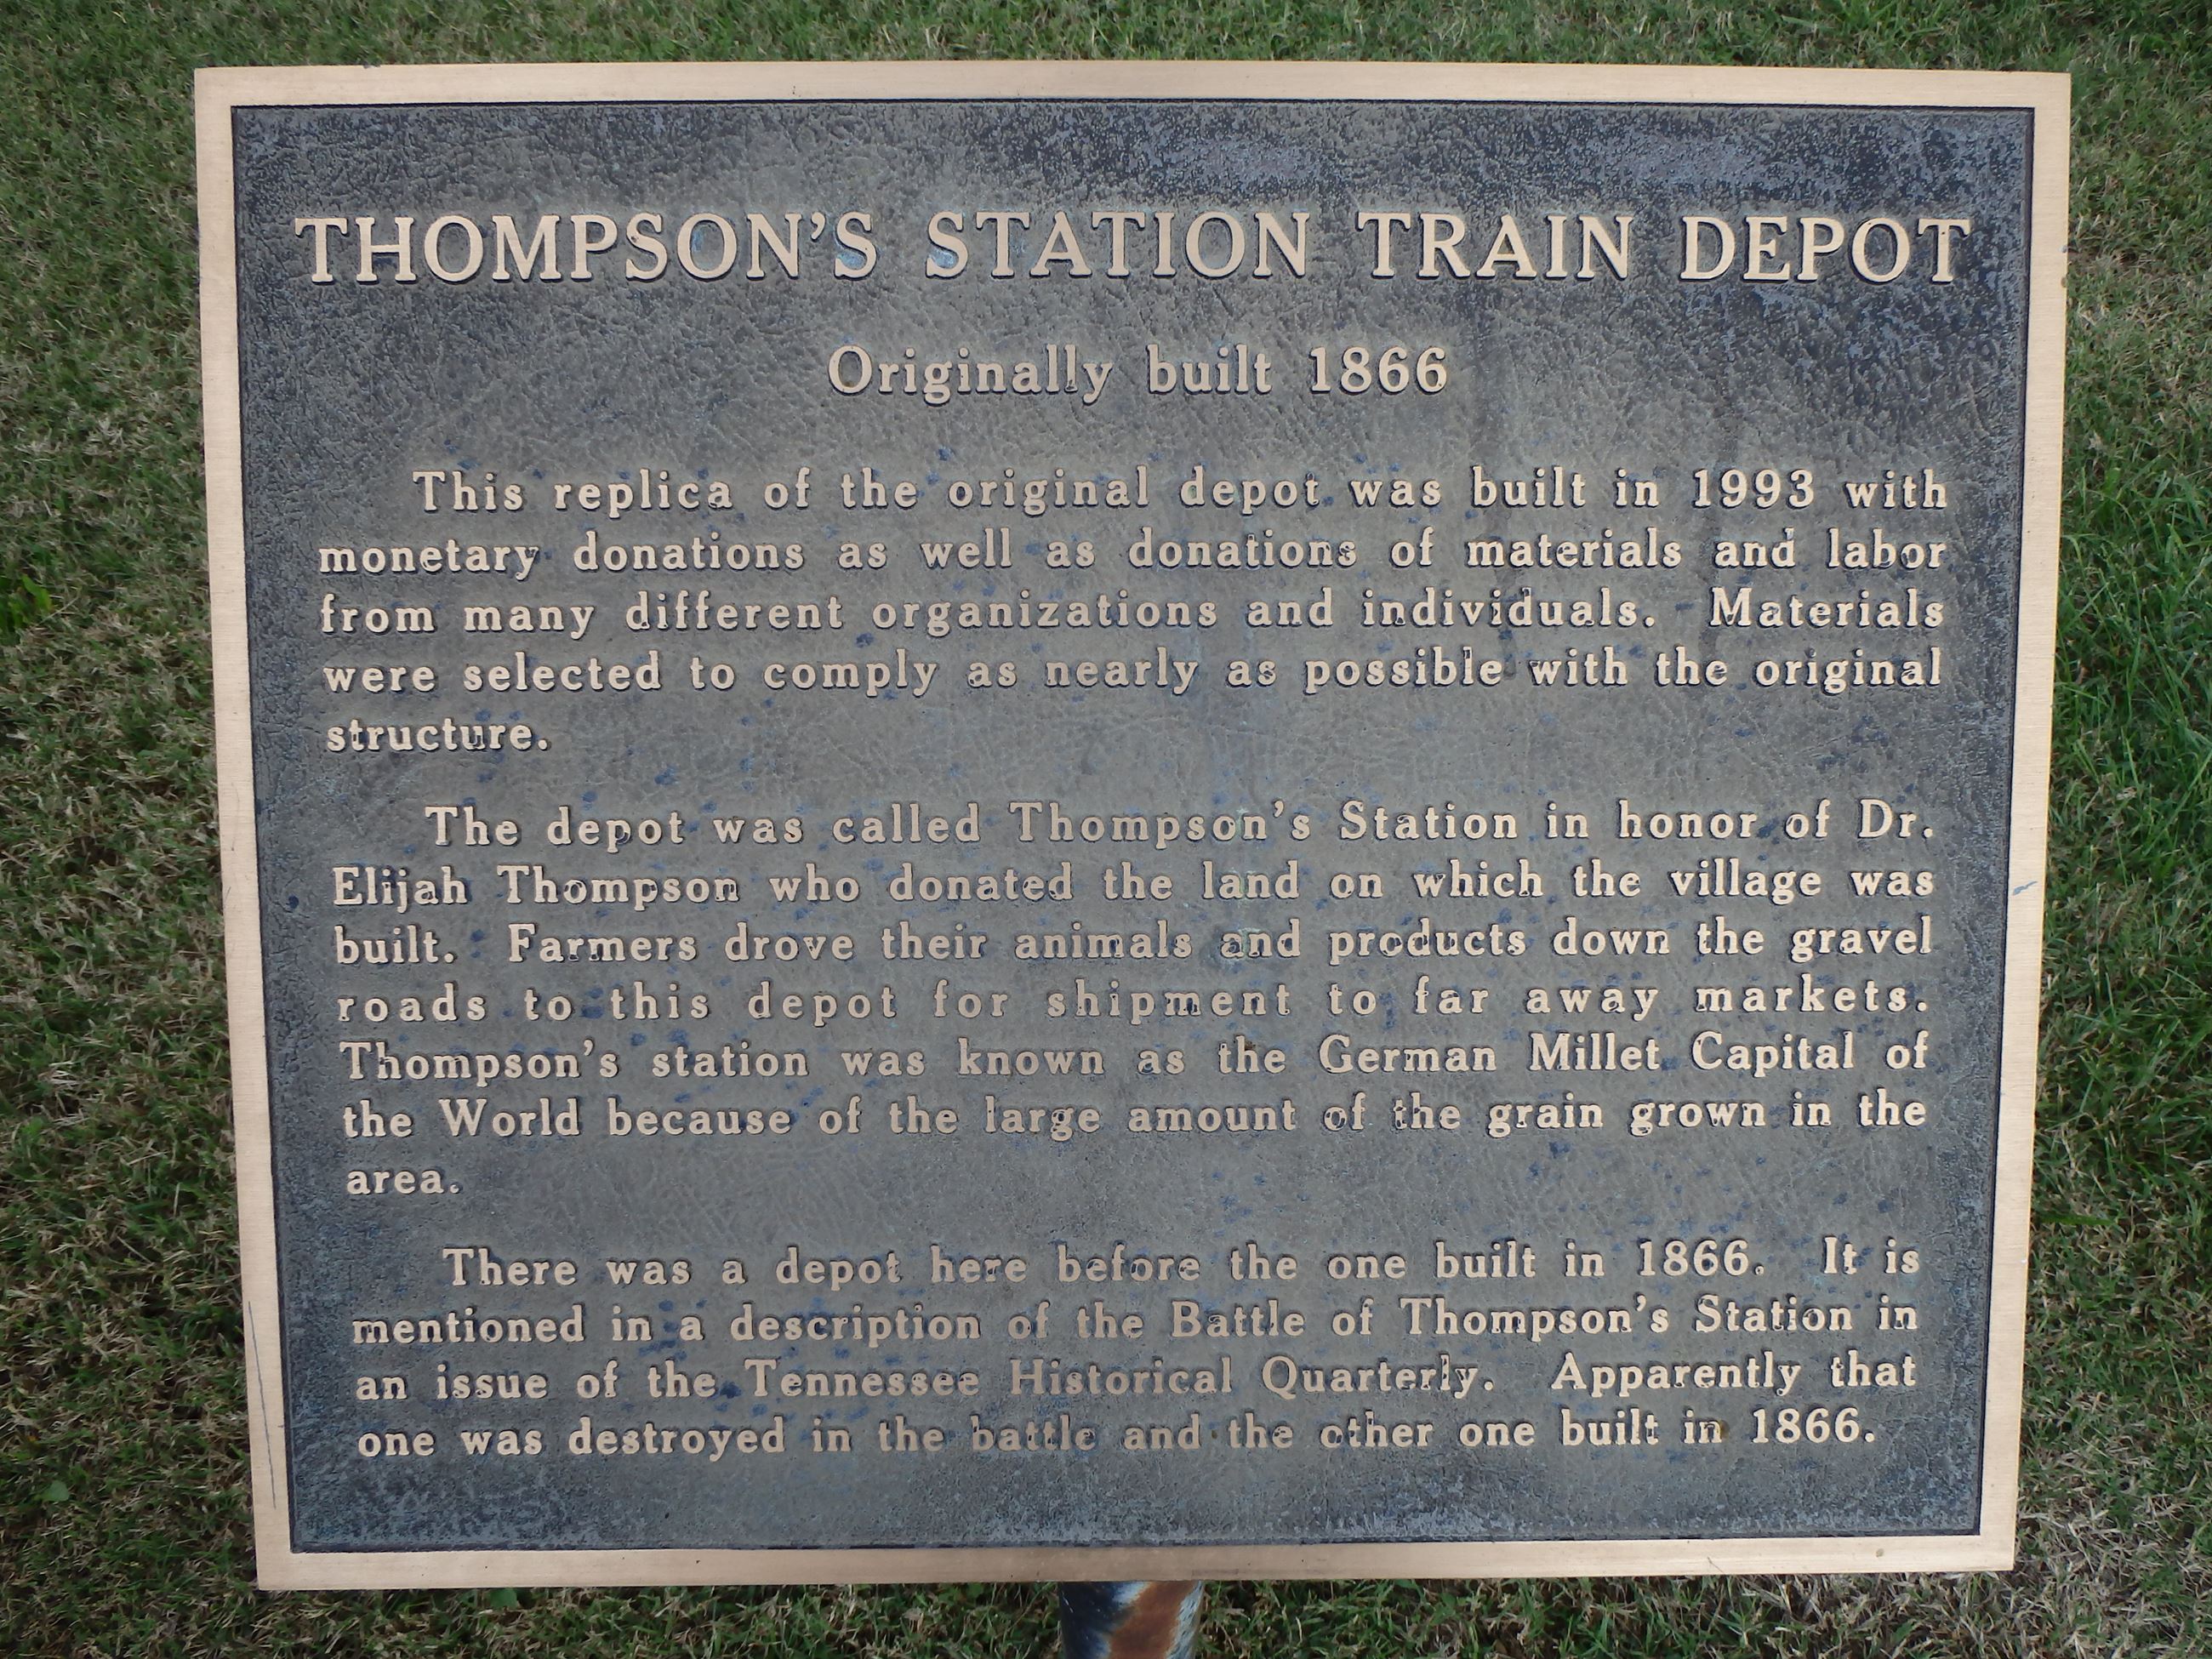 THOMPSON'S STATION TRAIN DEPOT
Originally built 1866
This replica of the original depot was built in 1993 with
monetary donations as well as donations of materials and labor
from many different organizations and individuals. Materials
were selected to comply as nearly as possible with the original
structure.
The depot was called Thompson's Station in honor of Dr.
Elijah Thompson who donated the land on which the village was
built. Farmers drove their animals and products down the gravel
roads to this depot for shipment to far away markets.
Thompson's station was known as the German Millet Capital of
the World because of the large amount of the grain grown in the
area.
There was a depot here before the one built in 1866. It is
mentioned in a description of the Battle of Thompson's Station in
an issue of the Tennessee Historical Quarterly. Apparently that
one was destroyed in the battle and the other one built in 1866.